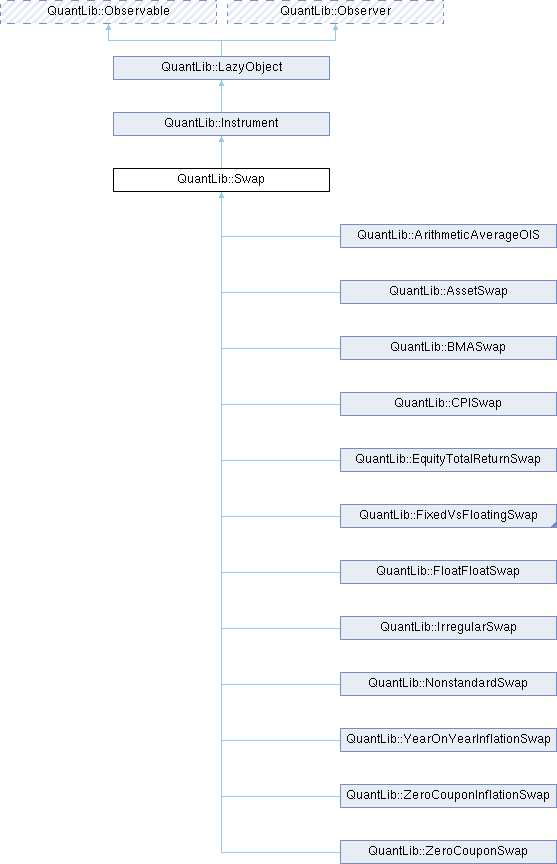 QuantLib::Observable
QuantLib::Observer
QuantLib::LazyObject
QuantLib::Instrument
QuantLib::Swap
QuantLib::ArithmeticAverageOIS
QuantLib::AssetSwap
QuantLib::BMASwap
QuantLib::CPISwap
QuantLib::EquityTotalReturnSwap
QuantLib::FixedVsFloatingSwap
QuantLib::FloatFloatSwap
QuantLib::IrregularSwap
QuantLib::NonstandardSwap
QuantLib::YearOnYearInflationSwap
QuantLib::ZeroCouponInflationSwap
QuantLib::ZeroCouponSwap